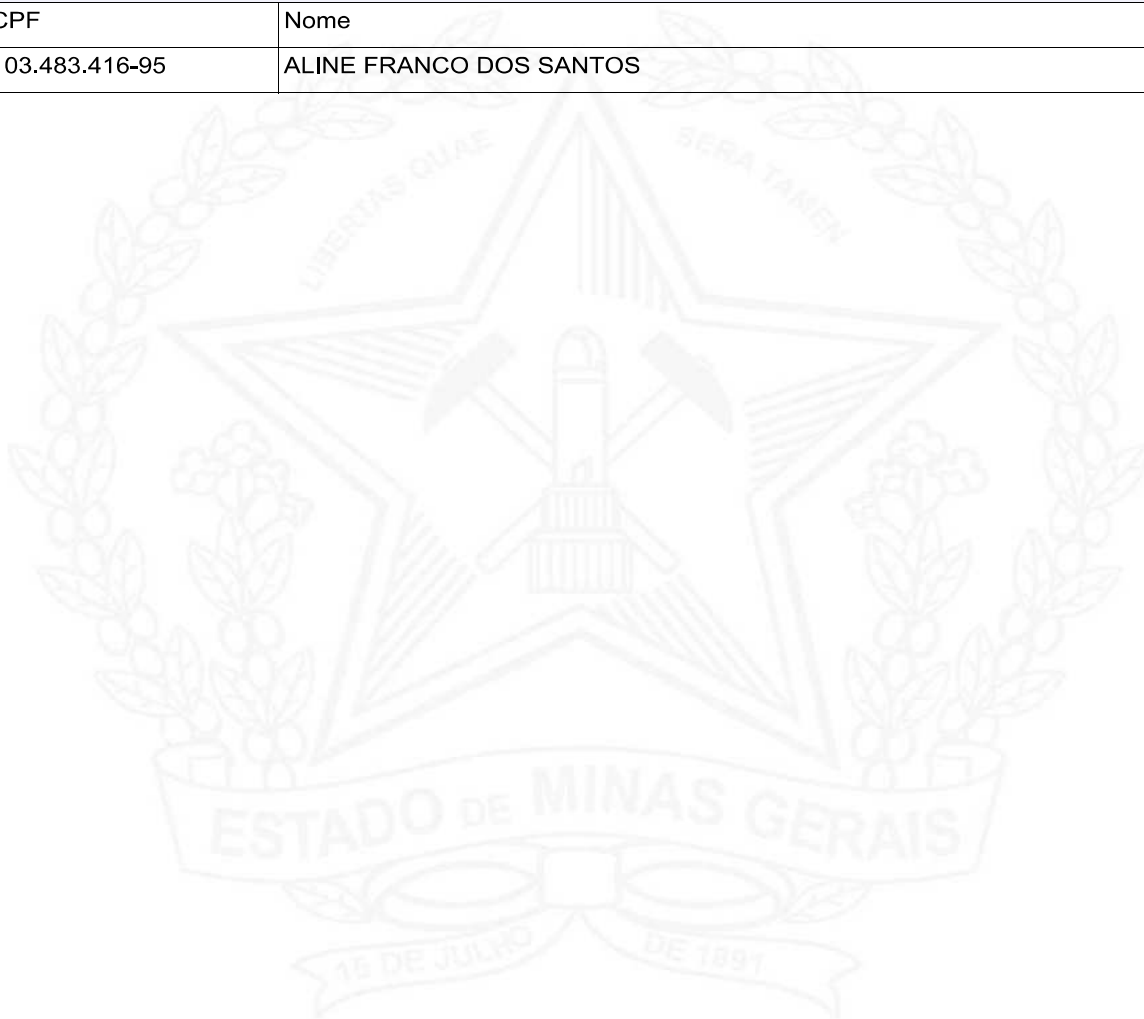 CPF Nome
03.483.416-95 ALINE FRANCO DOS SANTOS
LIBERTAS QUAE SERA TAMEN
ESTADO DE MINAS GERAIS
15 DE JULHO DE 1891